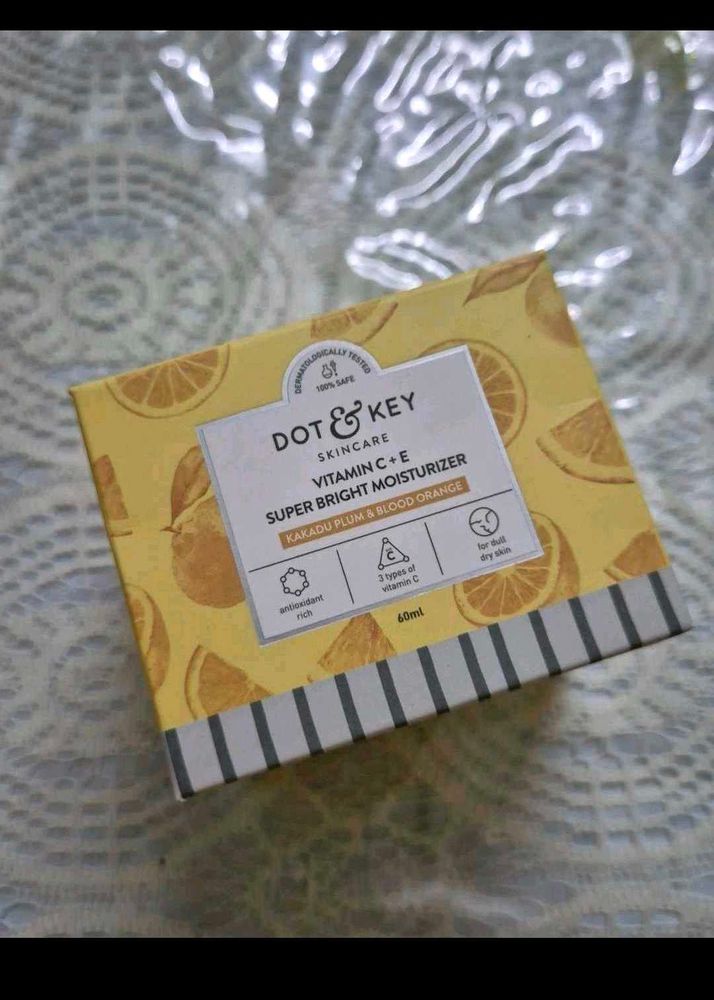 DERMATOLOGICALLY TESTED
100% SAFE
DOT & KEY
SKINCARE
VITAMIN C + E
SUPER BRIGHT MOISTURIZER
KAKADU PLUM & BLOOD ORANGE
antioxidant
rich
C
3 types of
vitamin C
for dull
dry skin
60ml